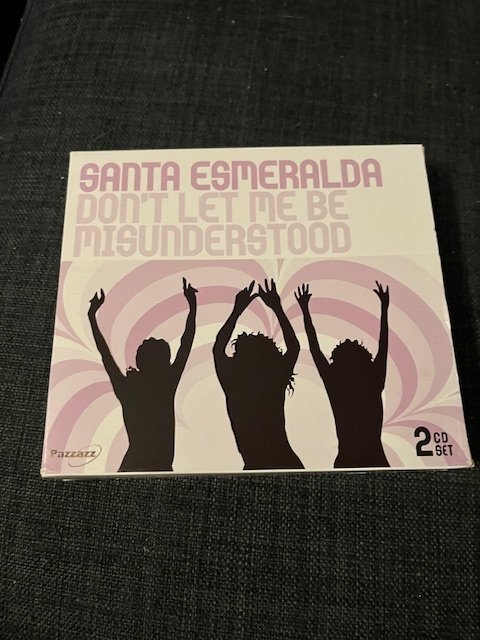 SANTA ESMERALDA
DON'T LET ME BE
MISUNDERSTOOD
Pazzazz
2 CD SET